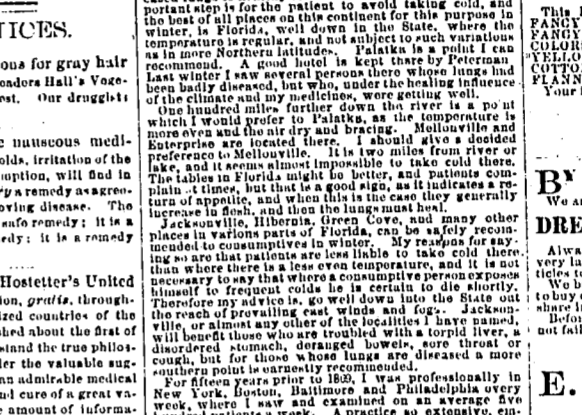 TICES.
ous for gray hair
eaders Hall's Vege-
est. Our druggists
e nauseous medi-
olds, irritation of the
mption, will find in
ry a remedy as agree-
oving disease. The
safe remedy; it is a
edy; it is a remedy
Hostetter's United
ion, gratis, through-
ized countries of the
shed about the first of
stand the true philos-
er the valuable sug-
an admirable medical
nd cure of a great va-
amount of informa-
portant step is for the patient to avoid taking cold, and
the best of all places on this continent for this purpose in
winter, is Florida, well down in the State, where the
temperature is regular, and not subject to such variations
as in more Northern latitudes. Palatka is a point I can
recommend. A good hotel is kept there by Peterman
Last winter I saw several persons there whose lungs had
been badly diseased, but who, under the healing influence
of the climate and my medicines, were getting well.
One hundred miles further down the river is a point
which I would prefer to Palatka, as the temperature is
more even and the air dry and bracing. Mellonville and
Enterprise are located there. I should give a decided
preference to Mellonville. It is two miles from river or
lake, and it seems almost impossible to take cold there.
The tables in Florida might be better, and patients com-
plain at times, but that is a good sign, as it indicates a re-
turn of appetite, and when this is the case they generally
increase in flesh, and then the lungs must heal.
Jacksonville, Hibernia, Green Cove, and many other
places in various parts of Florida, can be safely recom-
mended to consumptives in winter. My reasons for say-
ing so are that patients are less liable to take cold there
than where there is a less even temperature, and it is not
necessary to say that where a consumptive person exposes
himself to frequent colds he is certain to die shortly.
Therefore my advice is, go well down into the State out
the reach of prevailing east winds and fogs. Jackson-
ville, or almost any other of the localities I have named,
will benefit those who are troubled with a torpid liver, a
disordered stomach, deranged bowels, sore throat or
cough, but for those whose lungs are diseased a more
southern point is earnestly recommended.
For fifteen years prior to 1869, I was professionally in
New York, Boston, Baltimore and Philadelphia every
week, where I saw and examined on an average five
patients a week. A practice so extensive, em-
This
FANCY
FANCY
COLOR
YELLO
COTTO
FLANN
Your
BY
We a
DRE
Alwa
very la
ticles to
We b
to buy
share i
Befor
not fail
E.